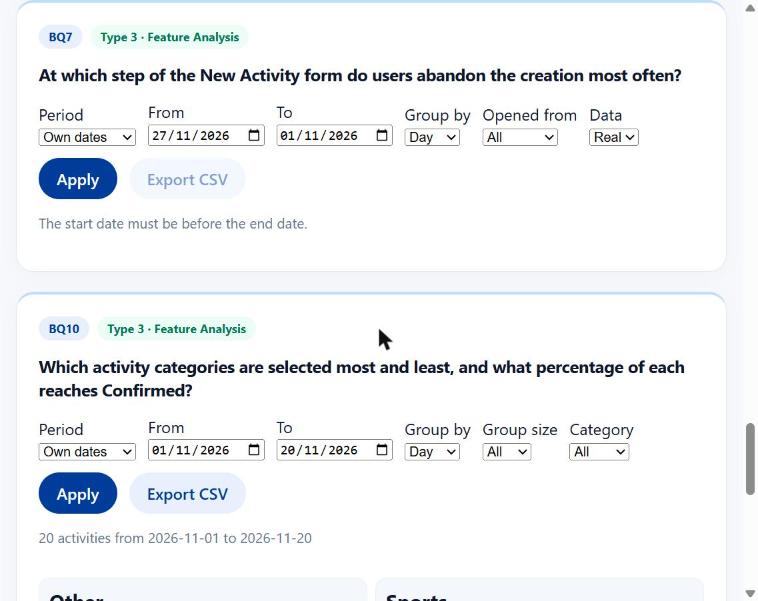 BQ7 Type 3 · Feature Analysis
At which step of the New Activity form do users abandon the creation most often?
Period From To Group by Opened from Data
Own dates 27/11/2026 01/11/2026 Day All Real
Apply Export CSV
The start date must be before the end date.
BQ10 Type 3 · Feature Analysis
Which activity categories are selected most and least, and what percentage of each
reaches Confirmed?
Period From To Group by Group size Category
Own dates 01/11/2026 20/11/2026 Day All All
Apply Export CSV
20 activities from 2026-11-01 to 2026-11-20
Other Sports